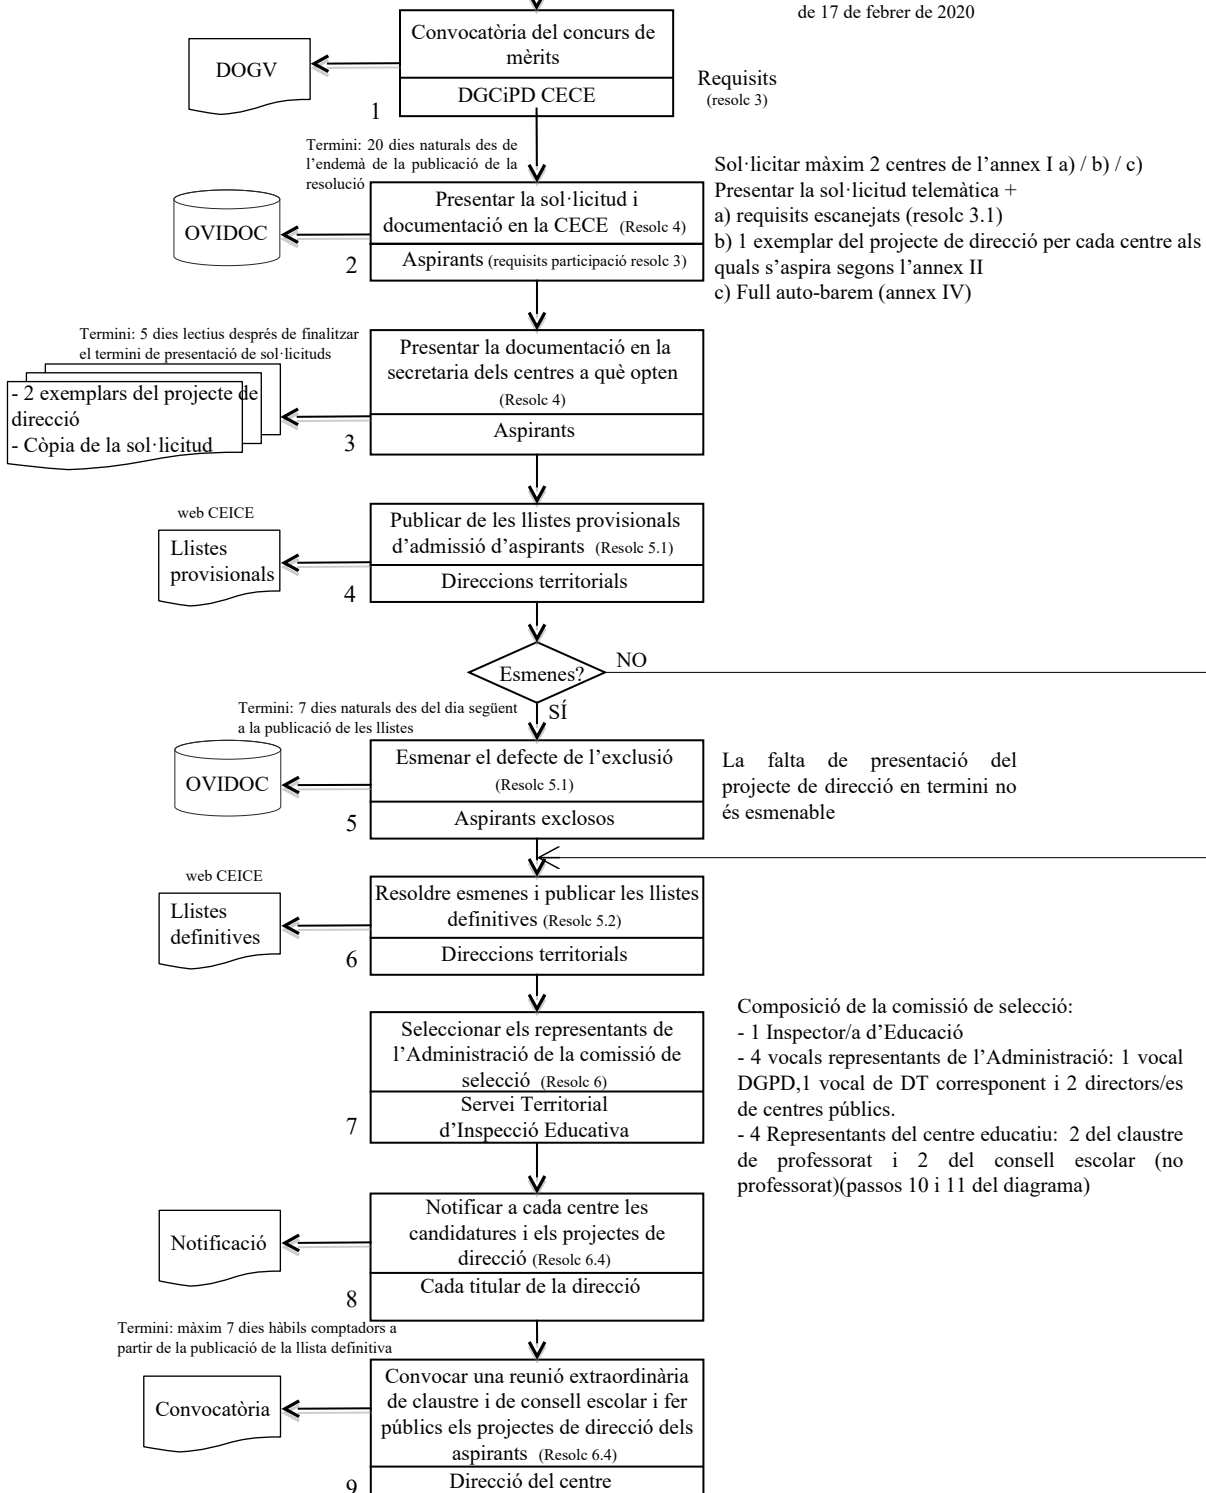 de 17 de febrer de 2020
Convocatòria del concurs de
mèrits
DOGV
DGCiPD CECE
1
Requisits
(resolc 3)
Termini: 20 dies naturals des de
l’endemà de la publicació de la
resolució
Presentar la sol·licitud i
documentació en la CECE (Resolc 4)
OVIDOC
Aspirants (requisits participació resolc 3)
2
Sol·licitar màxim 2 centres de l’annex I a) / b) / c)
Presentar la sol·licitud telemàtica +
a) requisits escanejats (resolc 3.1)
b) 1 exemplar del projecte de direcció per cada centre als
quals s’aspira segons l’annex II
c) Full auto-barem (annex IV)
Termini: 5 dies lectius després de finalitzar
el termini de presentació de sol·licituds
Presentar la documentació en la
secretaria dels centres a què opten
(Resolc 4)
- 2 exemplars del projecte de
direcció
- Còpia de la sol·licitud
Aspirants
3
web CEICE
Publicar de les llistes provisionals
d’admissió d’aspirants (Resolc 5.1)
Llistes
provisionals
Direccions territorials
4
Esmenes?
NO
SÍ
Termini: 7 dies naturals des del dia següent
a la publicació de les llistes
Esmenar el defecte de l’exclusió
(Resolc 5.1)
OVIDOC
Aspirants exclosos
5
La falta de presentació del
projecte de direcció en termini no
és esmenable
web CEICE
Resoldre esmenes i publicar les llistes
definitives (Resolc 5.2)
Llistes
definitives
Direccions territorials
6
Seleccionar els representants de
l’Administració de la comissió de
selecció (Resolc 6)
Servei Territorial
d’Inspecció Educativa
7
Composició de la comissió de selecció:
- 1 Inspector/a d’Educació
- 4 vocals representants de l’Administració: 1 vocal
DGPD,1 vocal de DT corresponent i 2 directors/es
de centres públics.
- 4 Representants del centre educatiu: 2 del claustre
de professorat i 2 del consell escolar (no
professorat)(passos 10 i 11 del diagrama)
Notificar a cada centre les
candidatures i els projectes de
direcció (Resolc 6.4)
Notificació
Cada titular de la direcció
8
Termini: màxim 7 dies hàbils comptadors a
partir de la publicació de la llista definitiva
Convocar una reunió extraordinària
de claustre i de consell escolar i fer
públics els projectes de direcció dels
aspirants (Resolc 6.4)
Convocatòria
Direcció del centre
9